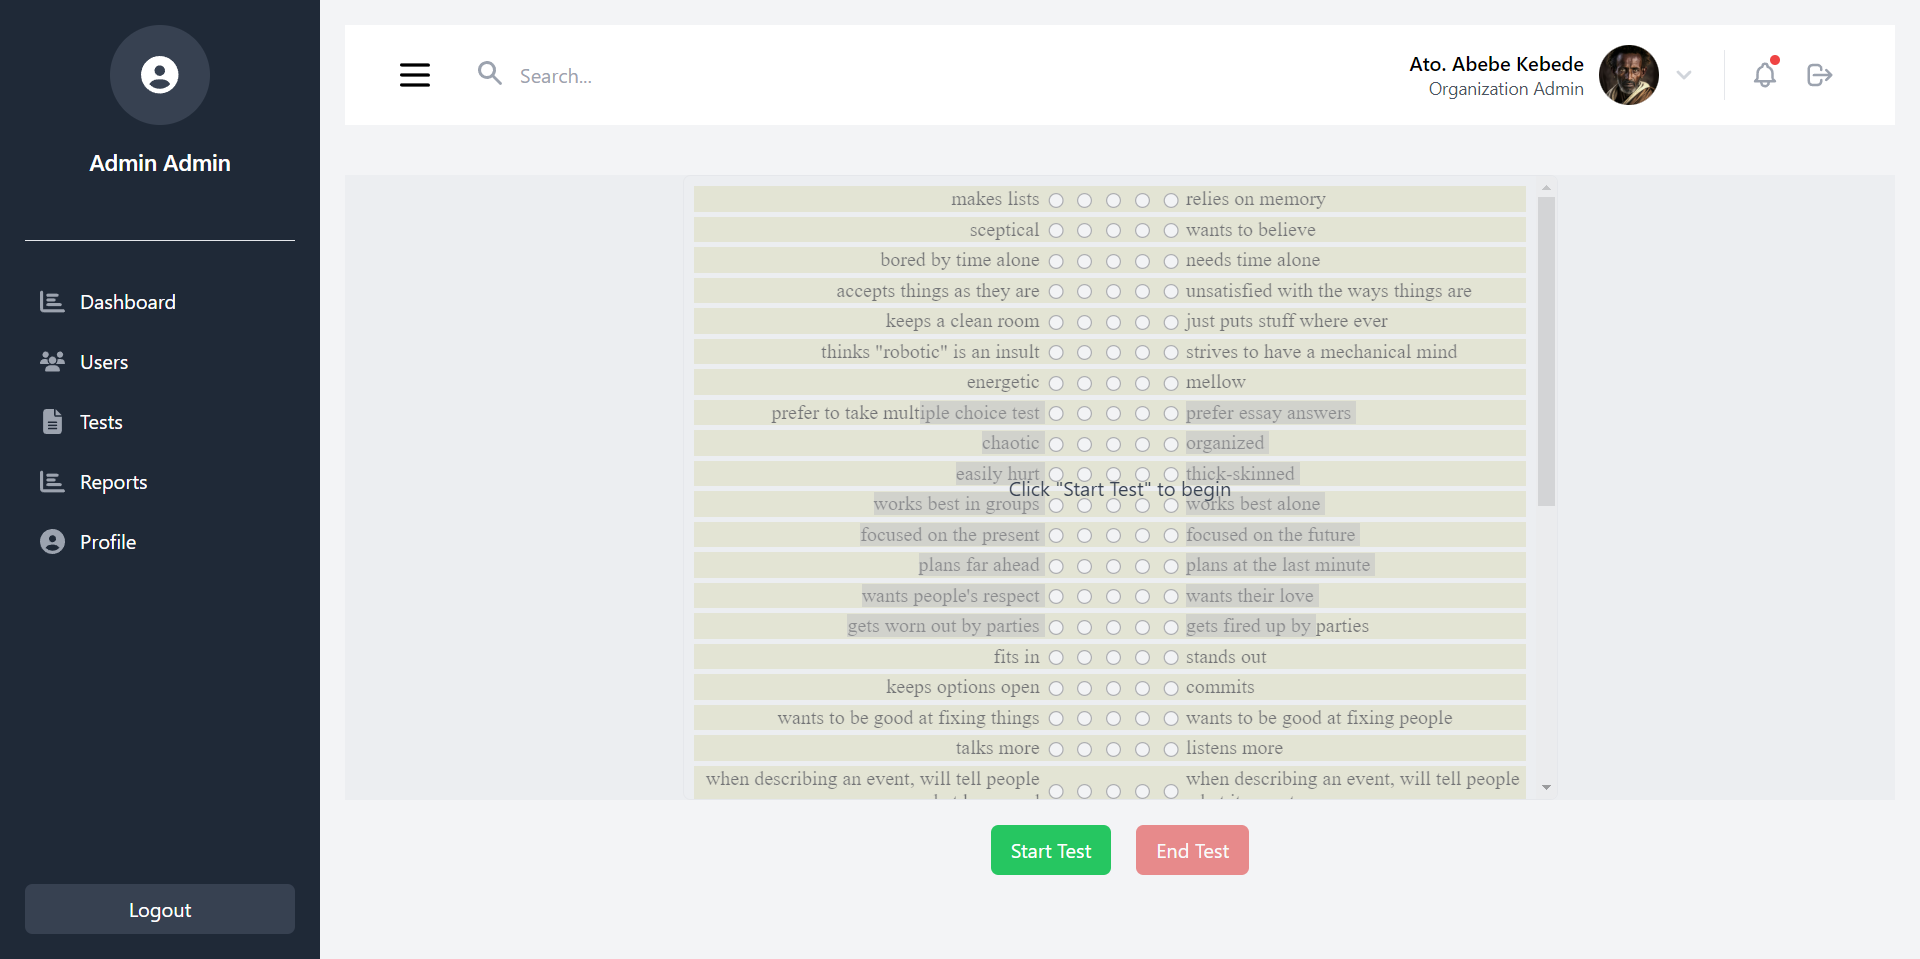 Admin Admin
Dashboard
Users
Tests
Reports
Profile
Logout
Search...
Ato. Abebe Kebede
Organization Admin
makes lists relies on memory
sceptical wants to believe
bored by time alone needs time alone
accepts things as they are unsatisfied with the ways things are
keeps a clean room just puts stuff where ever
thinks "robotic" is an insult strives to have a mechanical mind
energetic mellow
prefer to take multiple choice test prefer essay answers
chaotic organized
easily hurt thick-skinned
Click "Start Test" to begin
works best in groups works best alone
focused on the present focused on the future
plans far ahead plans at the last minute
wants people's respect wants their love
gets worn out by parties gets fired up by parties
fits in stands out
keeps options open commits
wants to be good at fixing things wants to be good at fixing people
talks more listens more
when describing an event, will tell people when describing an event, will tell people
Start Test End Test